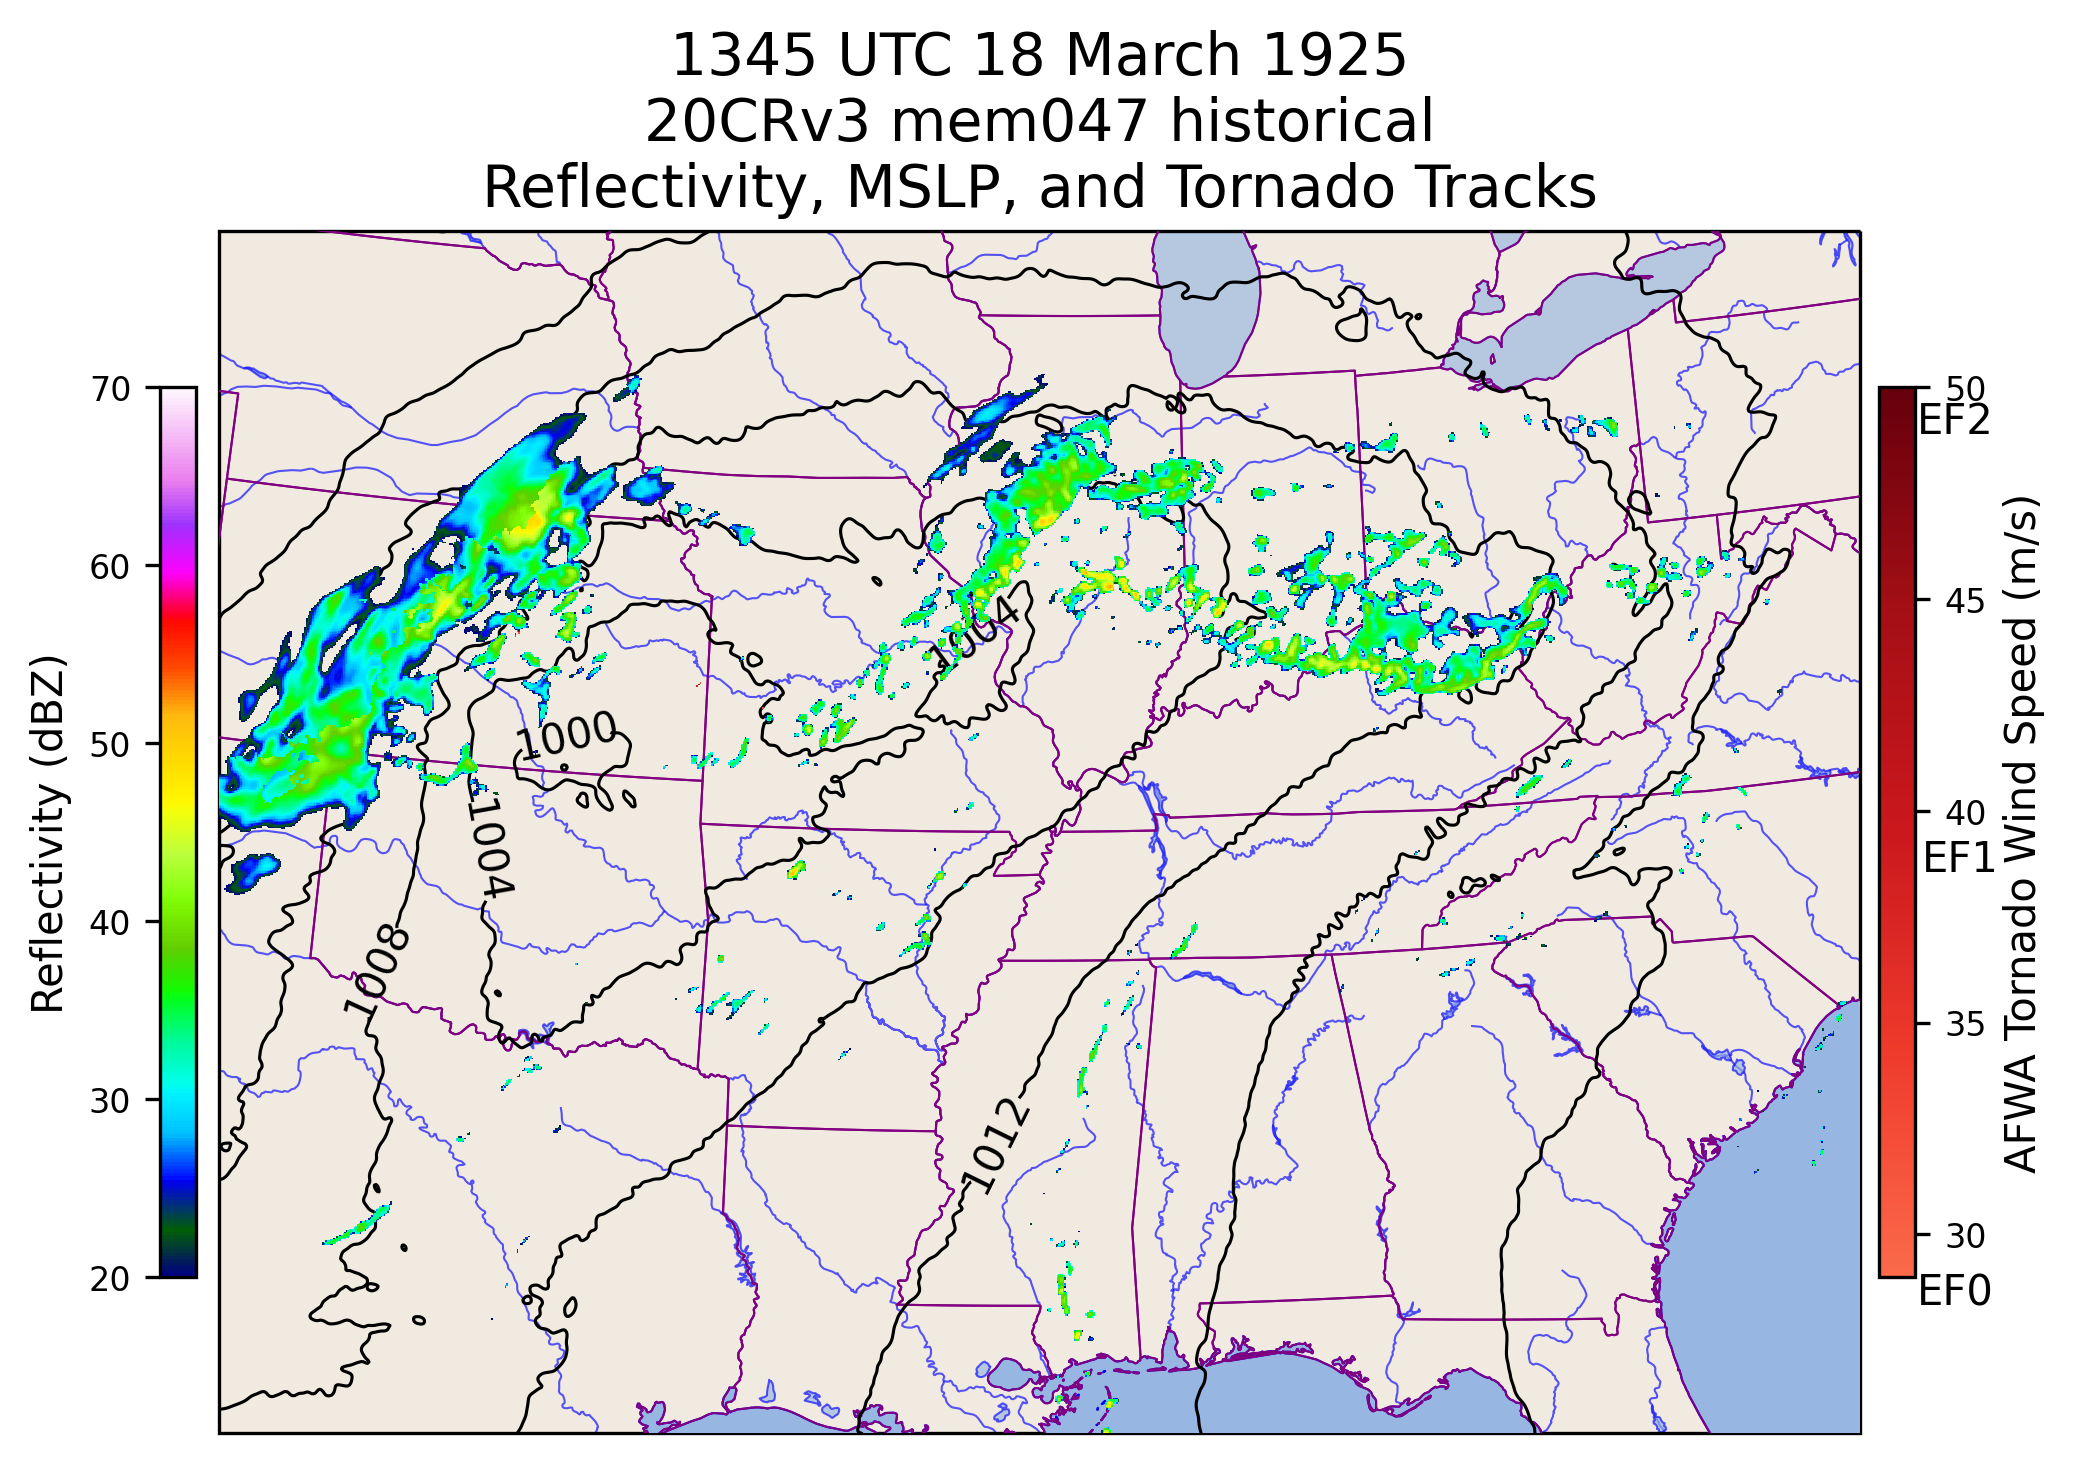 1345 UTC 18 March 1925
20CRv3 mem047 historical
Reflectivity, MSLP, and Tornado Tracks
70
60
50
40
30
20
Reflectivity (dBZ)
1004
1000
1004
1008
1012
50
EF2
45
40
EF1
35
30
EF0
AFWA Tornado Wind Speed (m/s)